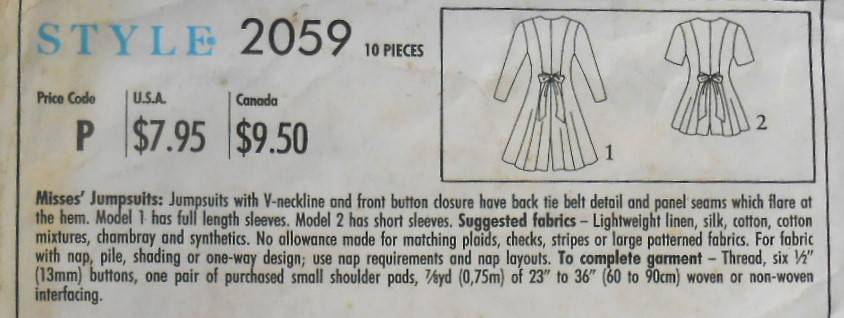 STYLE 2059 10 PIECES
Price Code U.S.A. Canada
P $7.95 $9.50
1
2
Misses' Jumpsuits: Jumpsuits with V-neckline and front button closure have back tie belt detail and panel seams which flare at
the hem. Model 1 has full length sleeves. Model 2 has short sleeves. Suggested fabrics – Lightweight linen, silk, cotton, cotton
mixtures, chambray and synthetics. No allowance made for matching plaids, checks, stripes or large patterned fabrics. For fabric
with nap, pile, shading or one-way design; use nap requirements and nap layouts. To complete garment – Thread, six ½"
(13mm) buttons, one pair of purchased small shoulder pads, ⅞yd (0,75m) of 23" to 36" (60 to 90cm) woven or non-woven
interfacing.